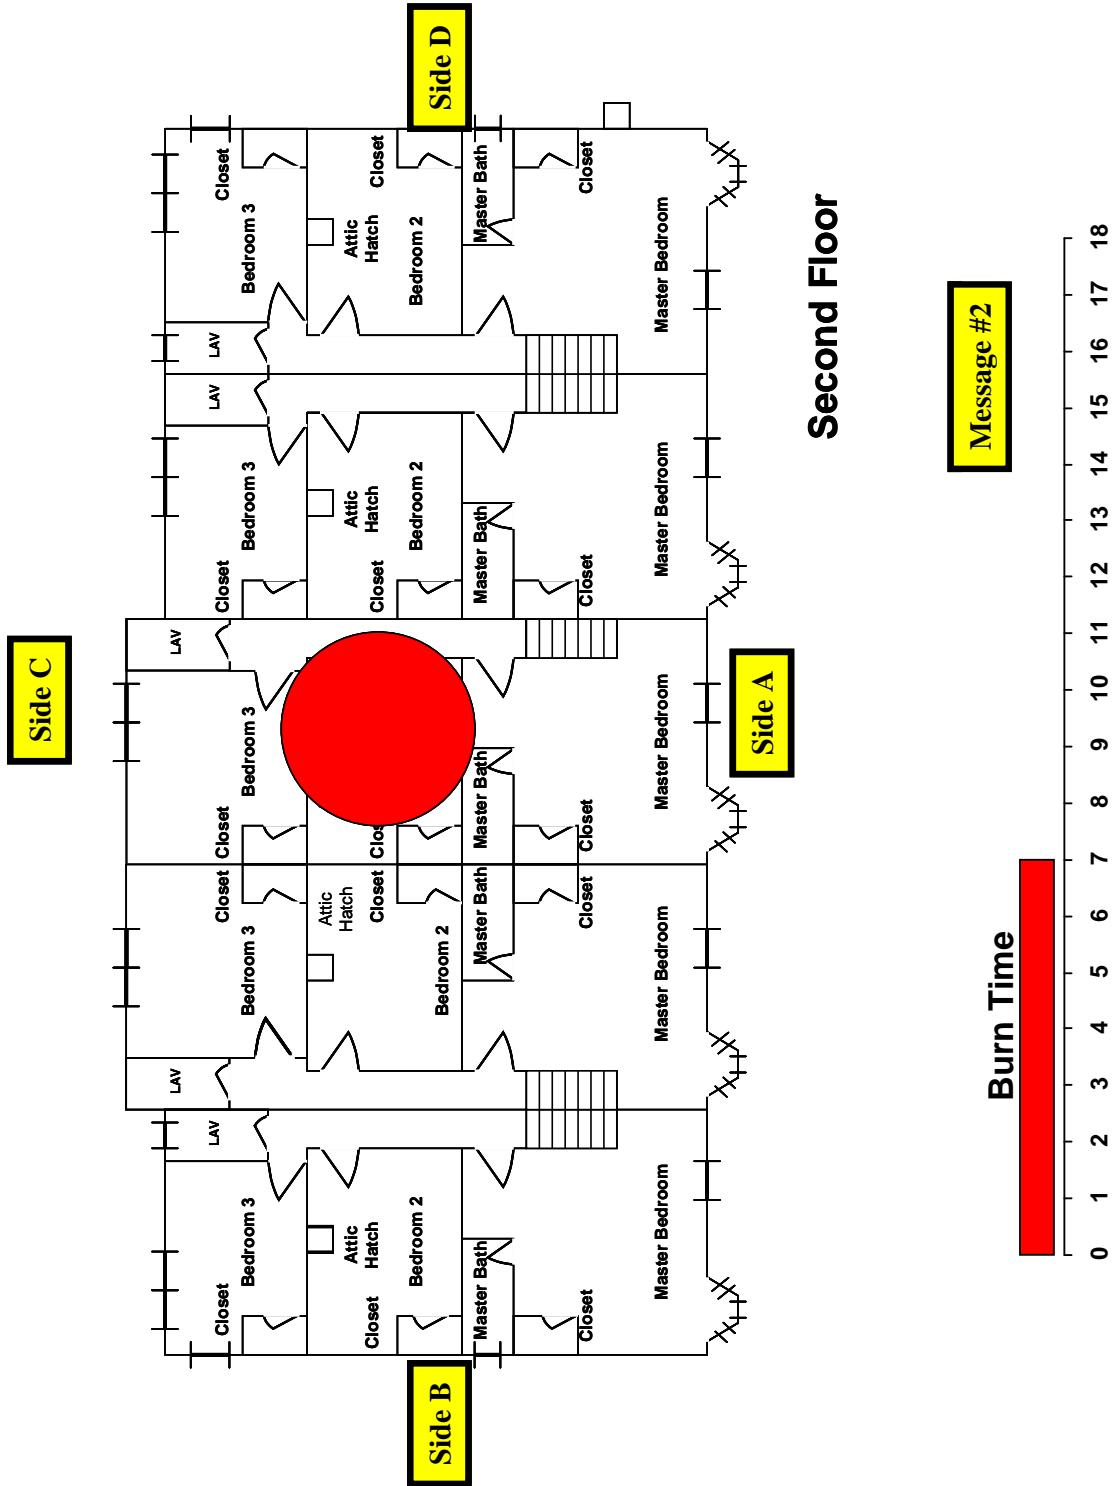 Side C
LAV
LAV
LAV
LAV
LAV
Closet
Closet
Closet
Closet
Closet
Bedroom 3
Bedroom 3
Bedroom 3
Bedroom 3
Bedroom 3
Attic
Hatch
Attic
Hatch
Attic
Hatch
Attic
Hatch
Closet
Closet
Clos
Closet
Closet
Bedroom 2
Bedroom 2
Bedroom 2
Bedroom 2
Side B
Side D
Master Bath
Master Bath
Master Bath
Master Bath
Master Bath
Closet
Closet
Closet
Closet
Closet
Master Bedroom
Master Bedroom
Master Bedroom
Master Bedroom
Master Bedroom
Side A
Second Floor
Message #2
Burn Time
0 1 2 3 4 5 6 7 8 9 10 11 12 13 14 15 16 17 18